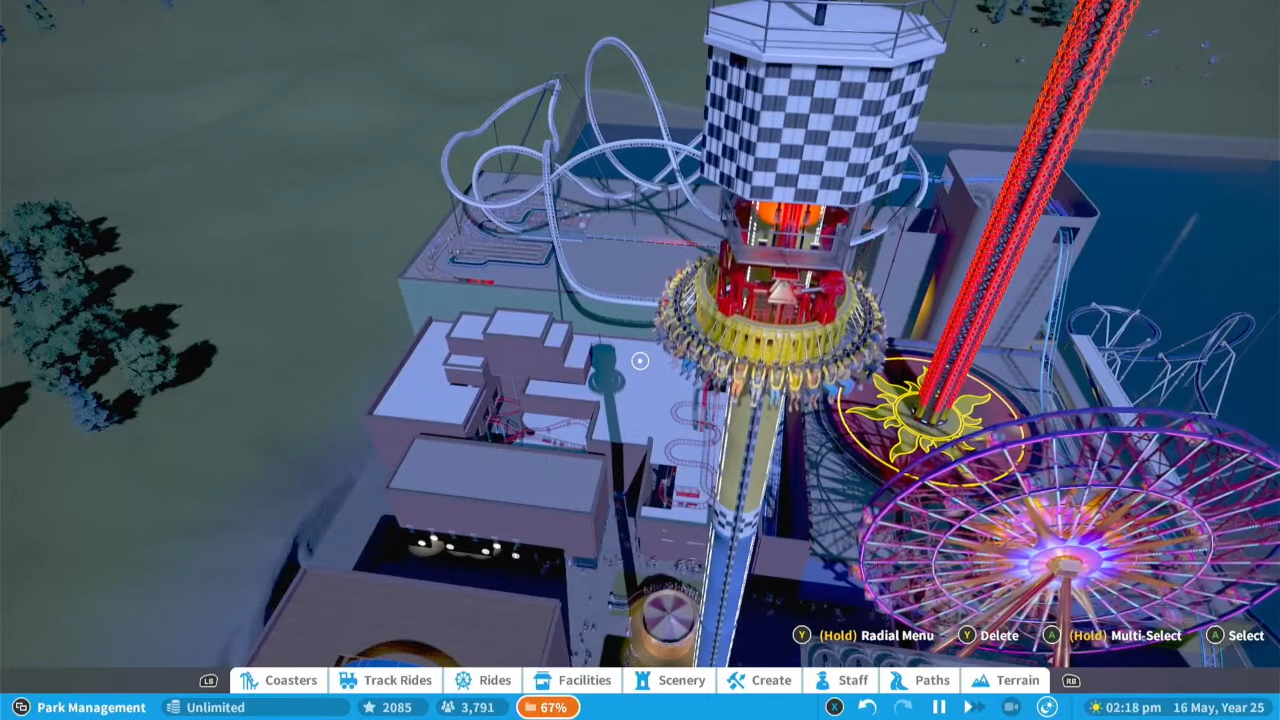 Y (Hold) Radial Menu Y Delete A (Hold) Multi-Select A Select
LB Coasters Track Rides Rides Facilities Scenery Create Staff Paths Terrain RB
Park Management Unlimited 2085 3,791 67% X 02:18 pm 16 May, Year 25